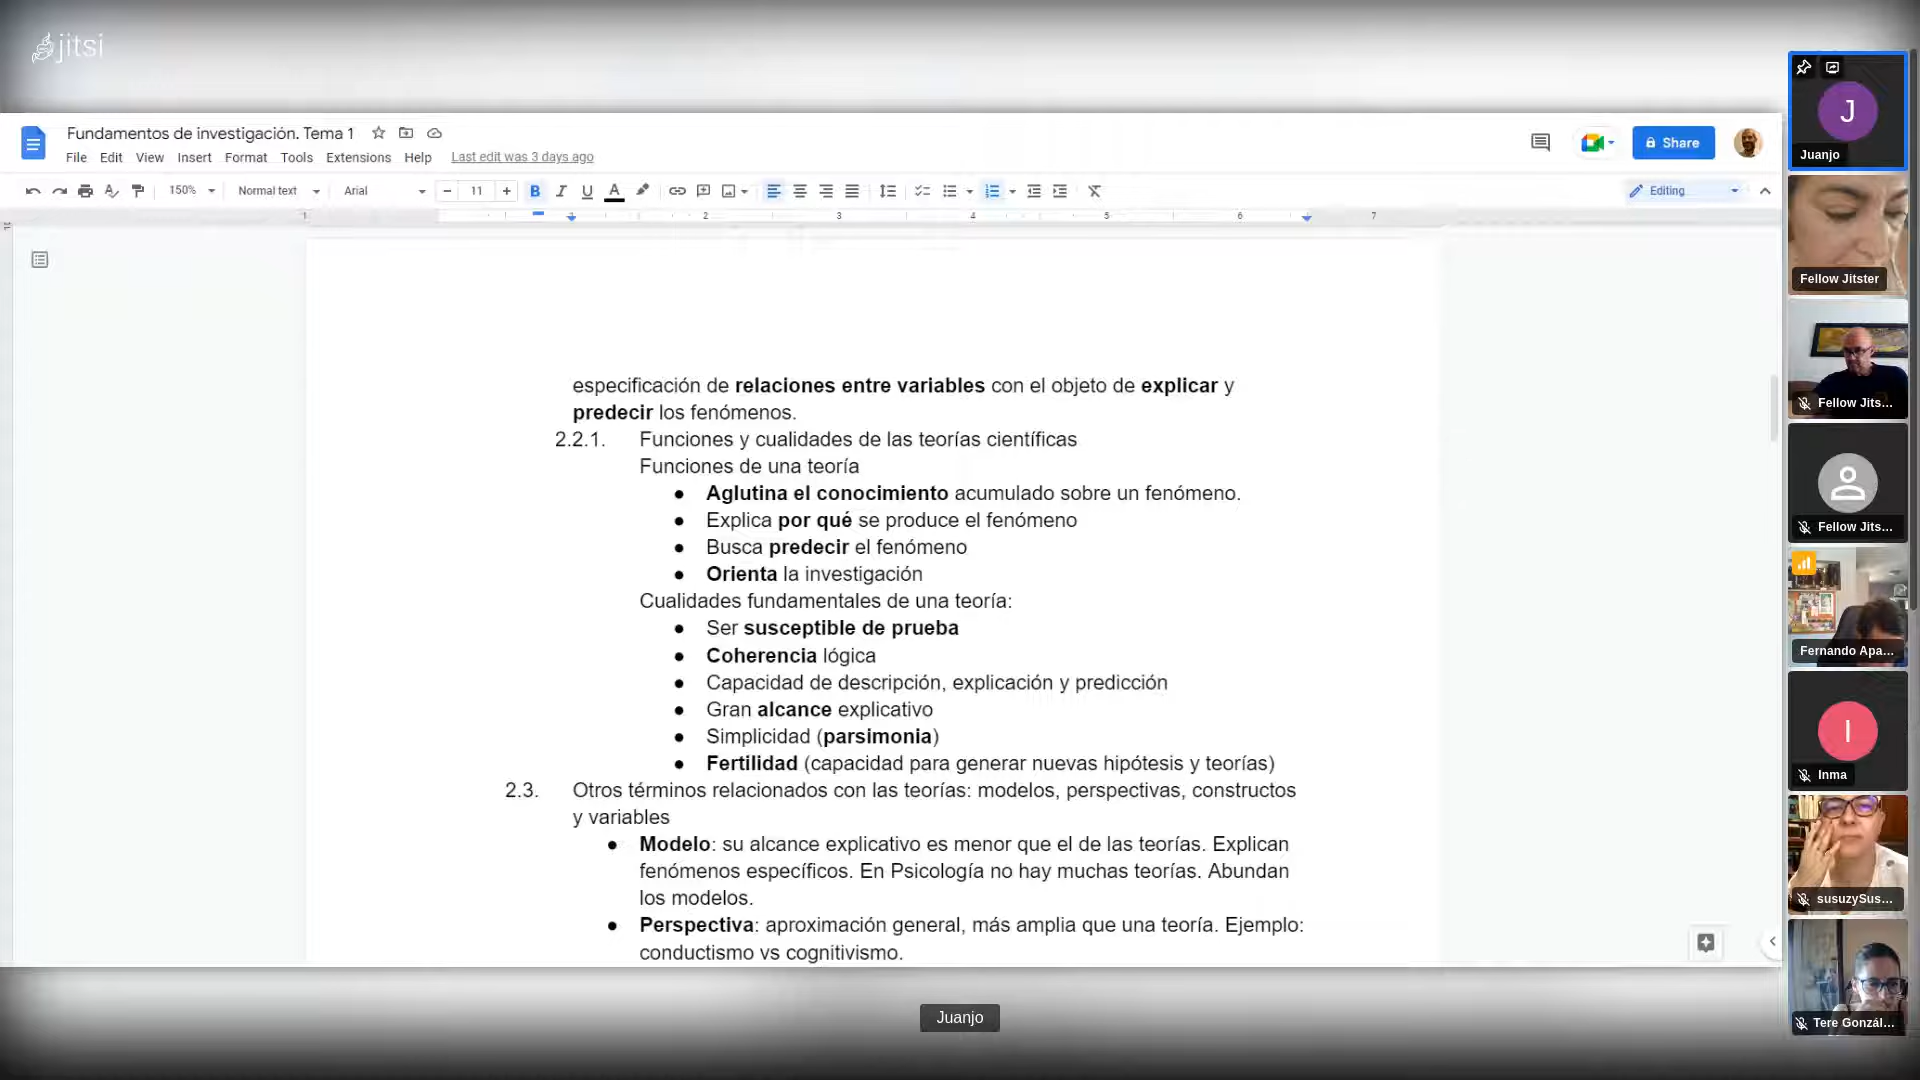 jitsi
Fundamentos de investigación. Tema 1
File Edit View Insert Format Tools Extensions Help Last edit was 3 days ago
Share
150% Normal text Arial 11 B I U A Editing
1 1 2 3 4 5 6 7
especificación de relaciones entre variables con el objeto de explicar y
predecir los fenómenos.
2.2.1. Funciones y cualidades de las teorías científicas
Funciones de una teoría
● Aglutina el conocimiento acumulado sobre un fenómeno.
● Explica por qué se produce el fenómeno
● Busca predecir el fenómeno
● Orienta la investigación
Cualidades fundamentales de una teoría:
● Ser susceptible de prueba
● Coherencia lógica
● Capacidad de descripción, explicación y predicción
● Gran alcance explicativo
● Simplicidad (parsimonia)
● Fertilidad (capacidad para generar nuevas hipótesis y teorías)
2.3. Otros términos relacionados con las teorías: modelos, perspectivas, constructos
y variables
● Modelo: su alcance explicativo es menor que el de las teorías. Explican
fenómenos específicos. En Psicología no hay muchas teorías. Abundan
los modelos.
● Perspectiva: aproximación general, más amplia que una teoría. Ejemplo:
conductismo vs cognitivismo.
Juanjo
J
Juanjo
Fellow Jitster
Fellow Jits...
Fellow Jits...
Fernando Apa...
I
Inma
susuzySus...
Tere Gonzál...